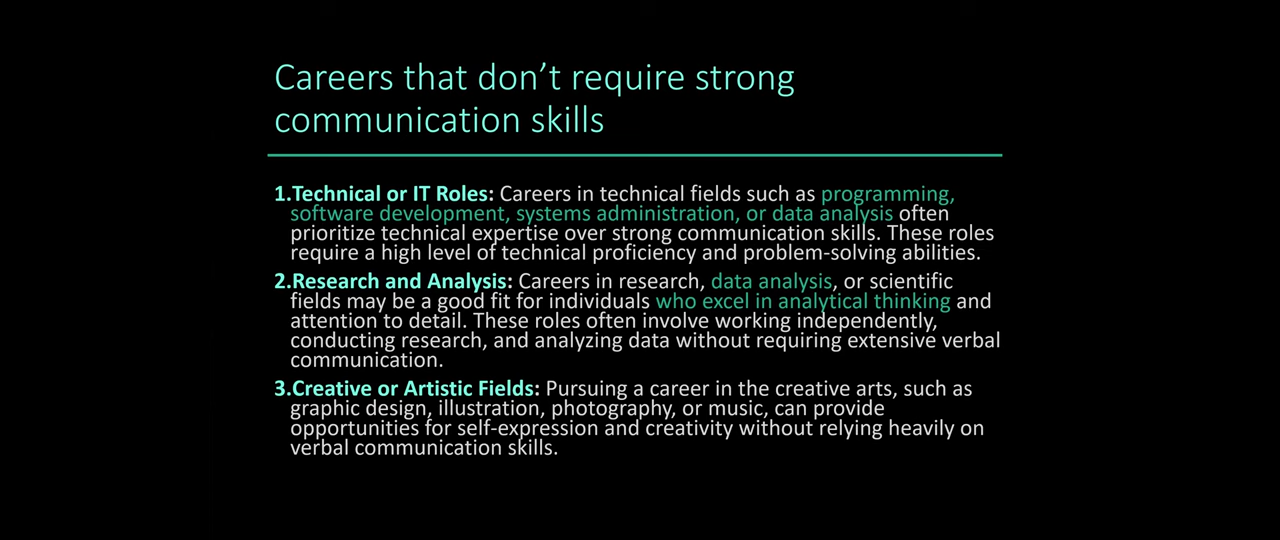 Careers that don’t require strong
communication skills
1.Technical or IT Roles: Careers in technical fields such as programming,
software development, systems administration, or data analysis often
prioritize technical expertise over strong communication skills. These roles
require a high level of technical proficiency and problem-solving abilities.
2.Research and Analysis: Careers in research, data analysis, or scientific
fields may be a good fit for individuals who excel in analytical thinking and
attention to detail. These roles often involve working independently,
conducting research, and analyzing data without requiring extensive verbal
communication.
3.Creative or Artistic Fields: Pursuing a career in the creative arts, such as
graphic design, illustration, photography, or music, can provide
opportunities for self-expression and creativity without relying heavily on
verbal communication skills.